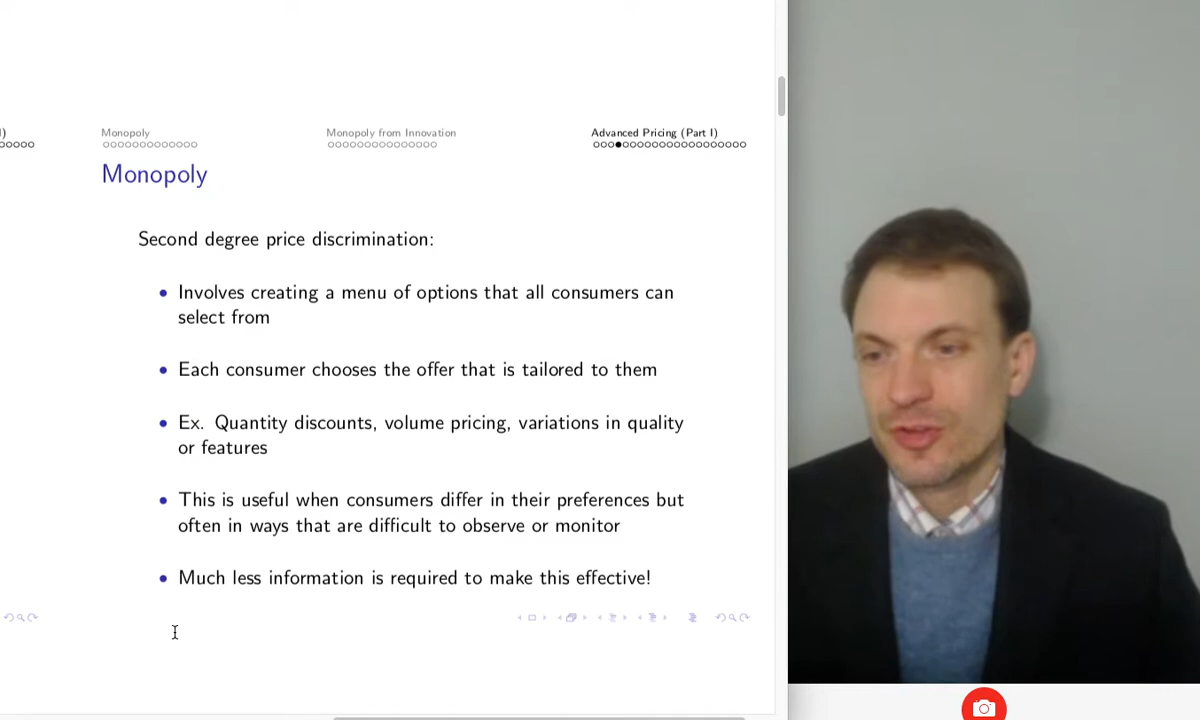 I)
Monopoly
Monopoly from Innovation
Advanced Pricing (Part I)
Monopoly
Second degree price discrimination:
• Involves creating a menu of options that all consumers can
select from
• Each consumer chooses the offer that is tailored to them
• Ex. Quantity discounts, volume pricing, variations in quality
or features
• This is useful when consumers differ in their preferences but
often in ways that are difficult to observe or monitor
• Much less information is required to make this effective!